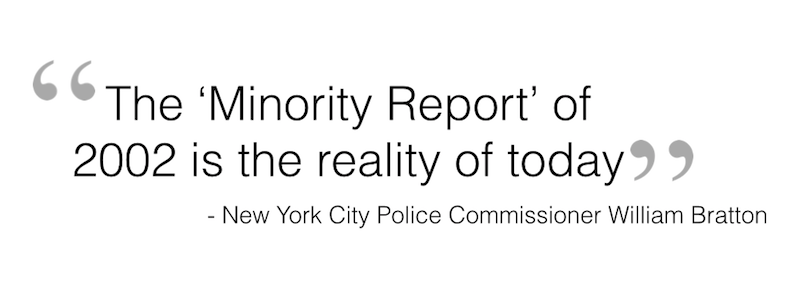 “The ‘Minority Report’ of
2002 is the reality of today”
- New York City Police Commissioner William Bratton